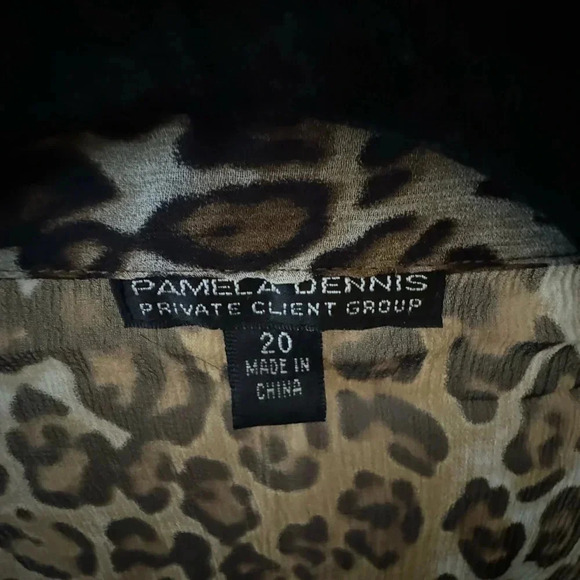 PAMELA DENNIS
PRIVATE CLIENT GROUP
20
MADE IN
CHINA